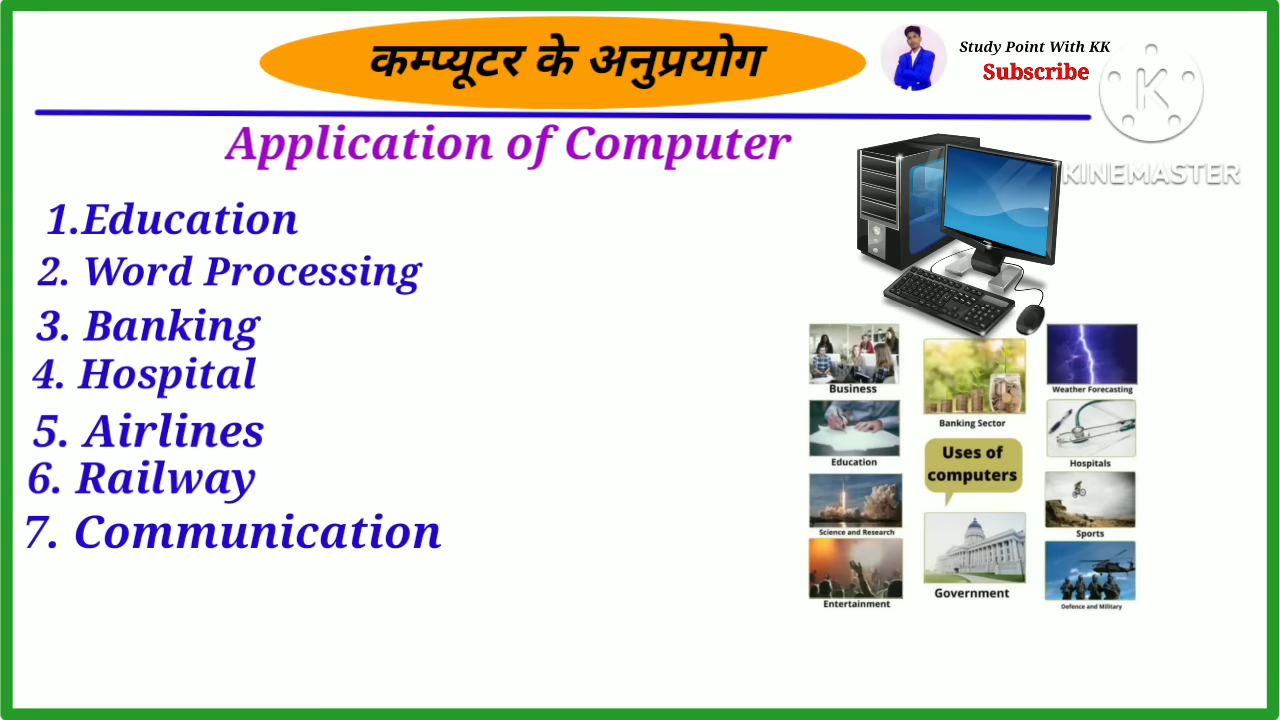 कम्प्यूटर के अनुप्रयोग
Study Point With KK
Subscribe
K
KINEMASTER
Application of Computer
1.Education
2. Word Processing
3. Banking
4. Hospital
5. Airlines
6. Railway
7. Communication
Business
Banking Sector
Weather Forecasting
Education
Uses of
computers
Hospitals
Science and Research
Sports
Entertainment
Government
Defence and Military